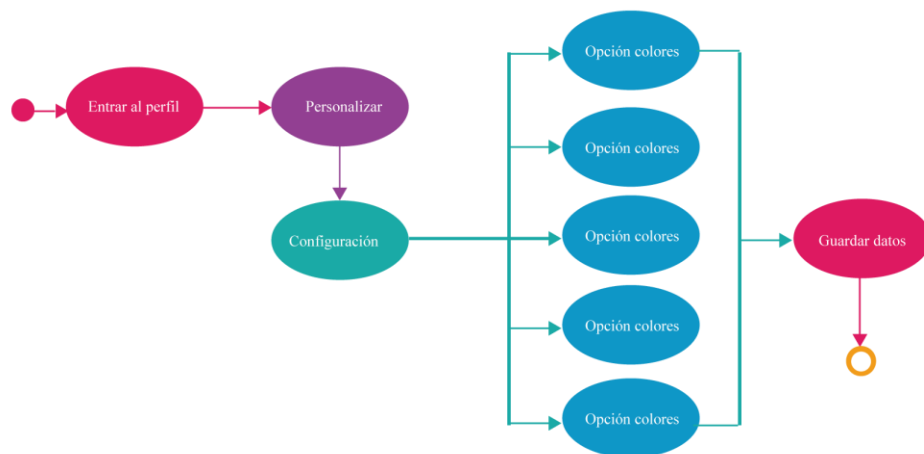 Entrar al perfil
Personalizar
Configuración
Opción colores
Opción colores
Opción colores
Opción colores
Opción colores
Guardar datos